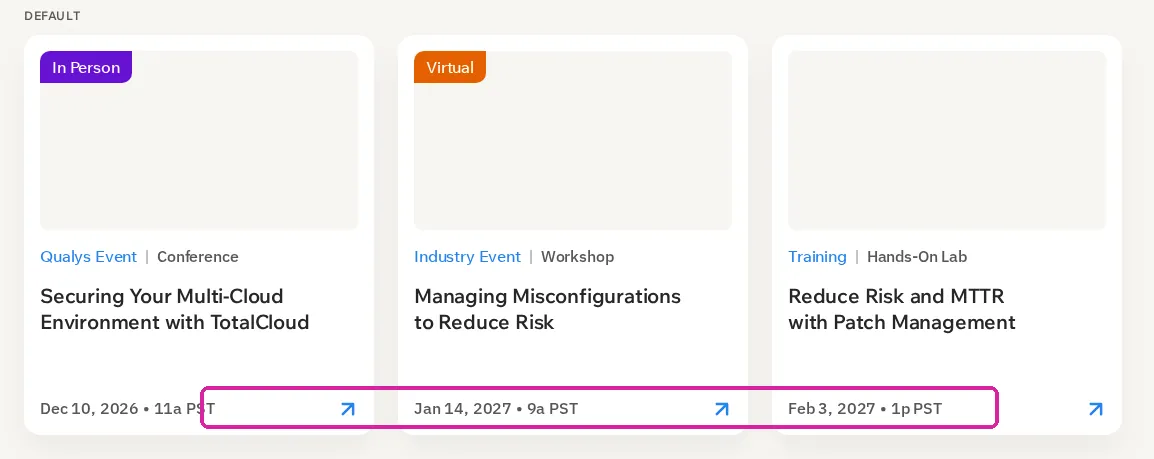 DEFAULT
In Person
Qualys Event | Conference
Securing Your Multi-Cloud
Environment with TotalCloud
Dec 10, 2026 • 11a PST
Virtual
Industry Event | Workshop
Managing Misconfigurations
to Reduce Risk
Jan 14, 2027 • 9a PST
Training | Hands-On Lab
Reduce Risk and MTTR
with Patch Management
Feb 3, 2027 • 1p PST